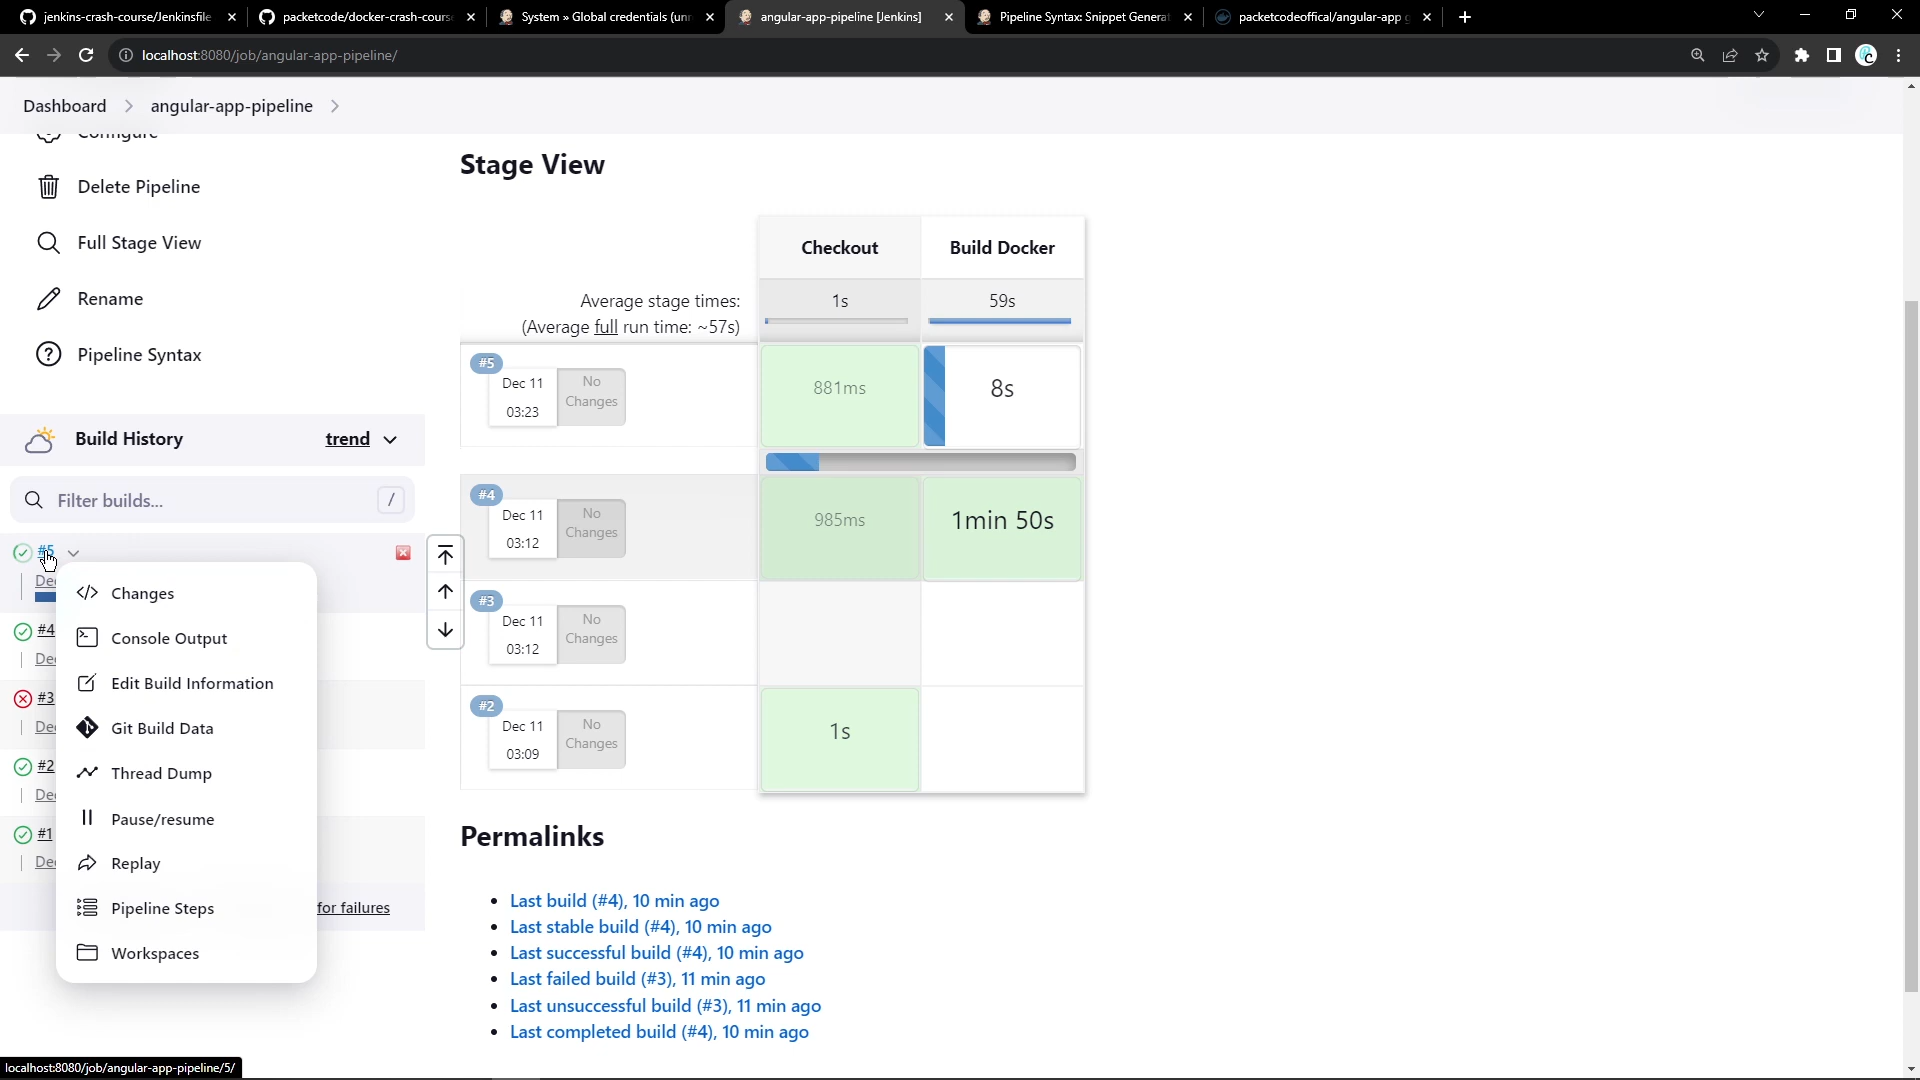 jenkins-crash-course/Jenkinsfile
packetcode/docker-crash-cours
System » Global credentials (unr
angular-app-pipeline [Jenkins]
Pipeline Syntax: Snippet Generat
packetcodeoffical/angular-app
localhost:8080/job/angular-app-pipeline/
Dashboard
angular-app-pipeline
Configure
Delete Pipeline
Full Stage View
Rename
Pipeline Syntax
Build History
trend
Filter builds...
/
#5
Dec
#4
Dec
#3
Dec
#2
Dec
#1
Dec
for failures
Changes
Console Output
Edit Build Information
Git Build Data
Thread Dump
Pause/resume
Replay
Pipeline Steps
Workspaces
Stage View
Checkout
Build Docker
Average stage times:
(Average full run time: ~57s)
1s
59s
#5
Dec 11
03:23
No
Changes
881ms
8s
#4
Dec 11
03:12
No
Changes
985ms
1min 50s
#3
Dec 11
03:12
No
Changes
#2
Dec 11
03:09
No
Changes
1s
Permalinks
Last build (#4), 10 min ago
Last stable build (#4), 10 min ago
Last successful build (#4), 10 min ago
Last failed build (#3), 11 min ago
Last unsuccessful build (#3), 11 min ago
Last completed build (#4), 10 min ago
localhost:8080/job/angular-app-pipeline/5/